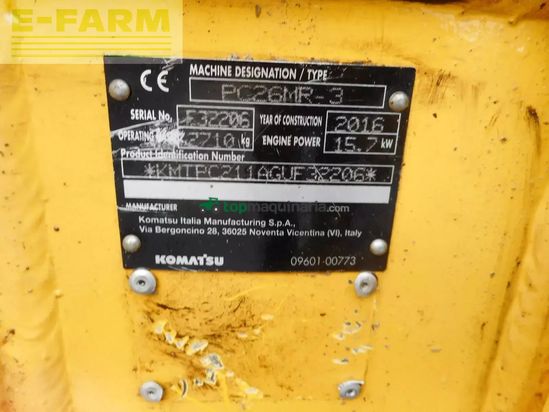 E-FARM
CE MACHINE DESIGNATION / TYPE
PC26MR-3
SERIAL No. F32206 YEAR OF CONSTRUCTION 2016
OPERATING 2710 kg ENGINE POWER 15.7 kW
Product Identification Number
*KMTPC211AGUF32206*
MANUFACTURER
topmaquinaria.com
Komatsu Italia Manufacturing S.p.A.,
Via Bergoncino 28, 36025 Noventa Vicentina (VI), Italy
KOMATSU 09601-00773